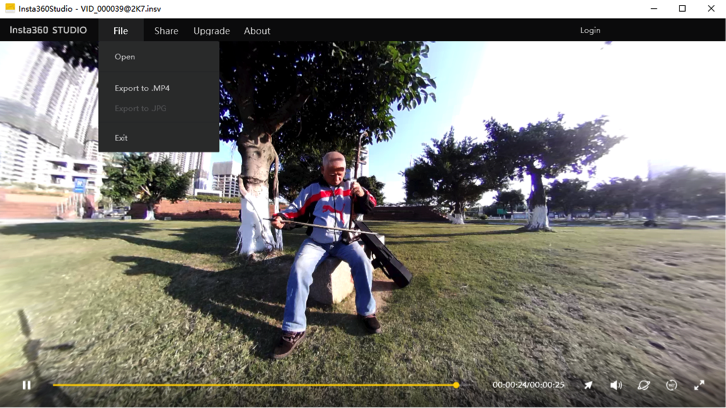 Insta360Studio - VID_000039@2K7.insv
Insta360 STUDIO File Share Upgrade About Login
Open
Export to .MP4
Export to .JPG
Exit
00:00:24/00:00:25